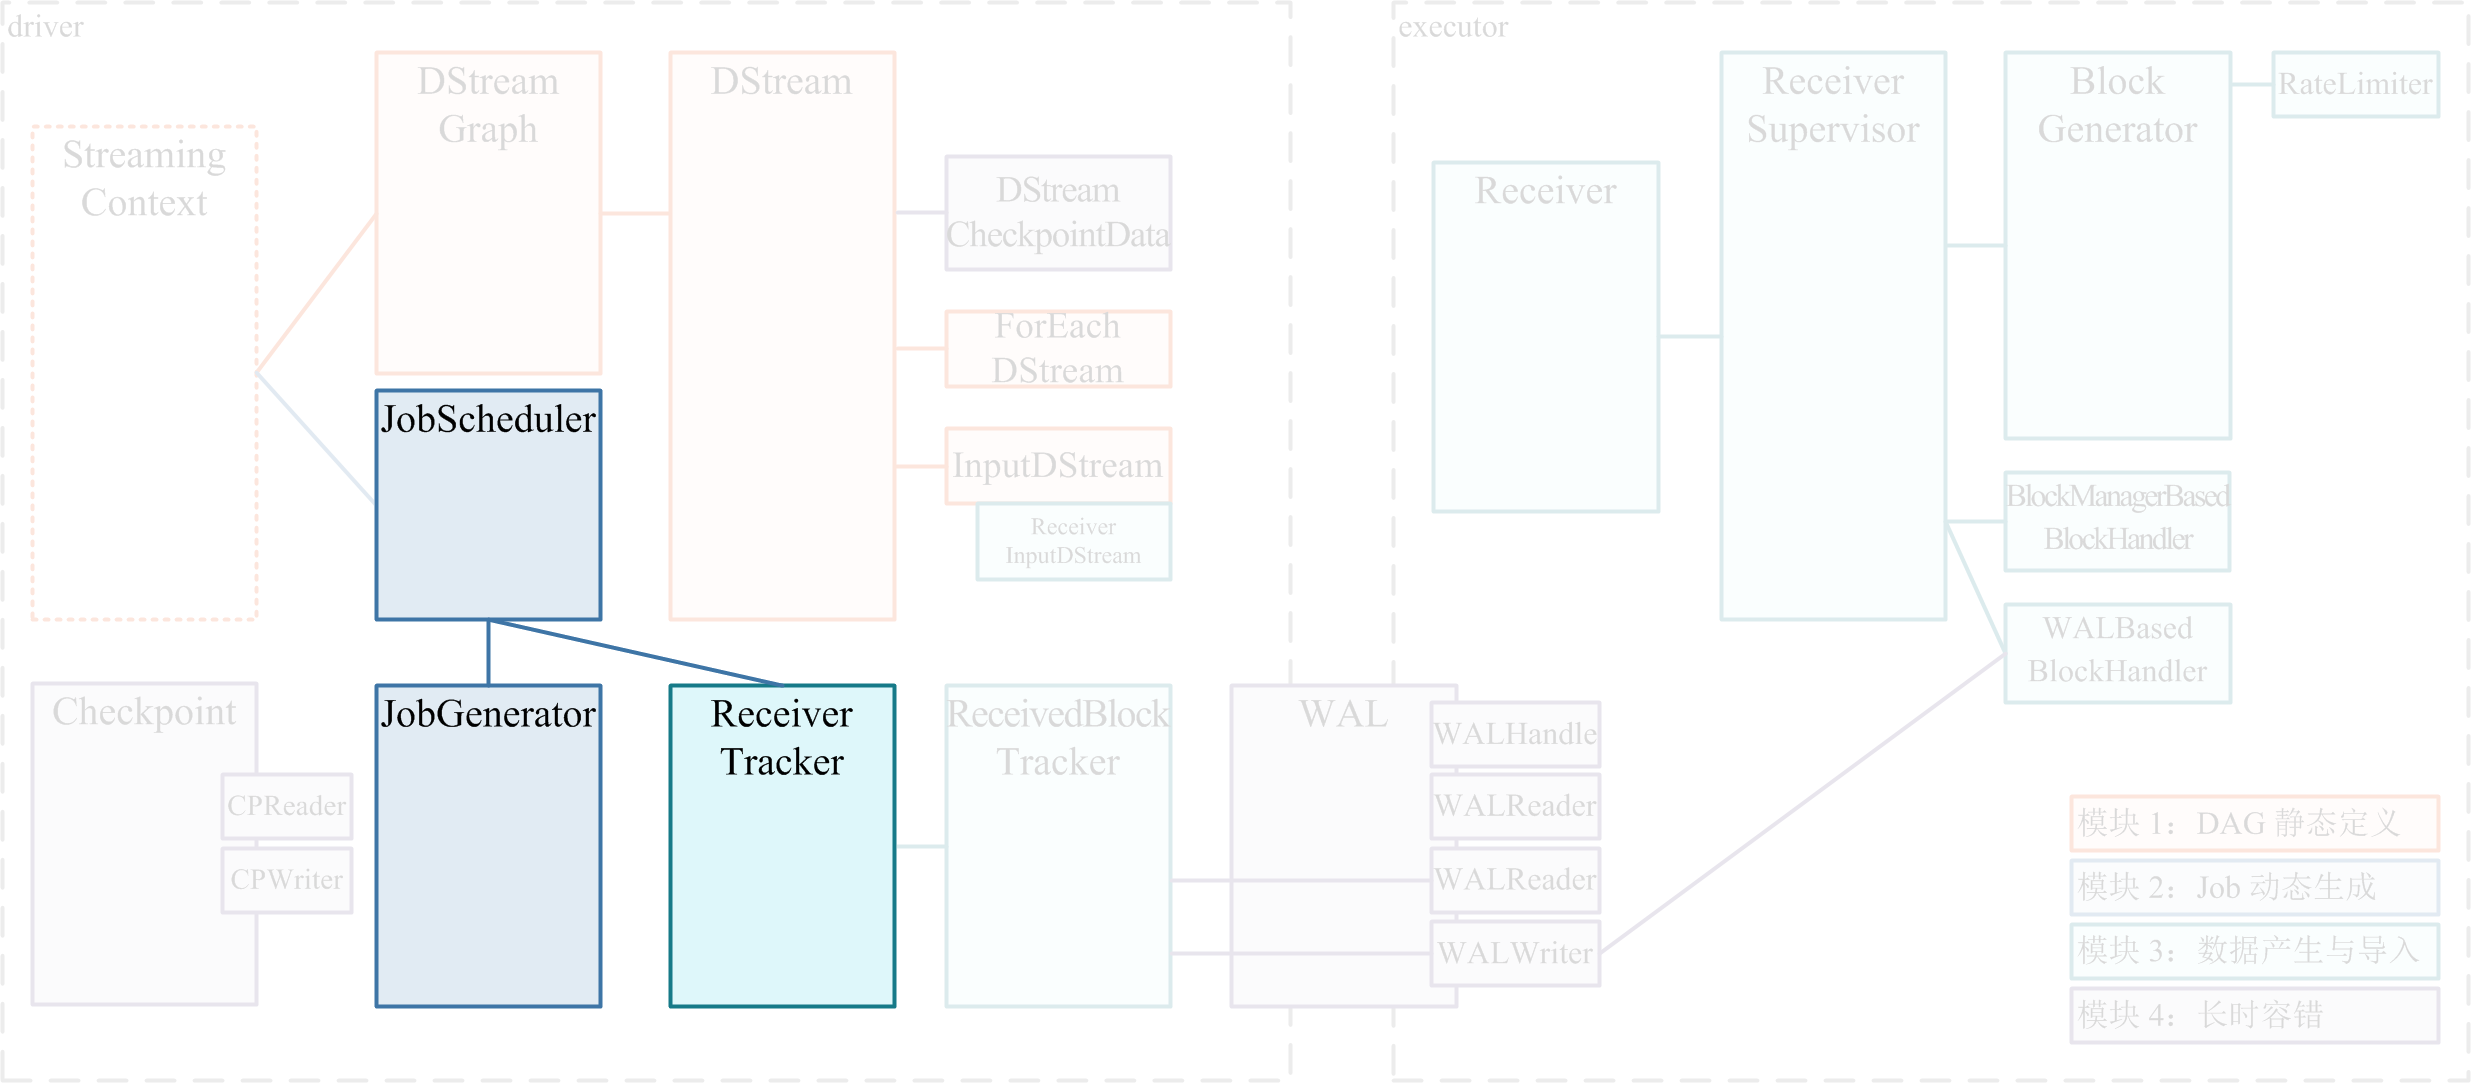 driver
DStream
Graph
DStream
Streaming
Context
DStream
CheckpointData
ForEach
DStream
JobScheduler
InputDStream
Receiver
InputDStream
Checkpoint
CPReader
CPWriter
JobGenerator
Receiver
Tracker
ReceivedBlock
Tracker
WAL
WALHandle
WALReader
WALReader
WALWriter
executor
Receiver
Receiver
Supervisor
Block
Generator
RateLimiter
BlockManagerBased
BlockHandler
WALBased
BlockHandler
模块 1：DAG 静态定义
模块 2：Job 动态生成
模块 3：数据产生与导入
模块 4：长时容错